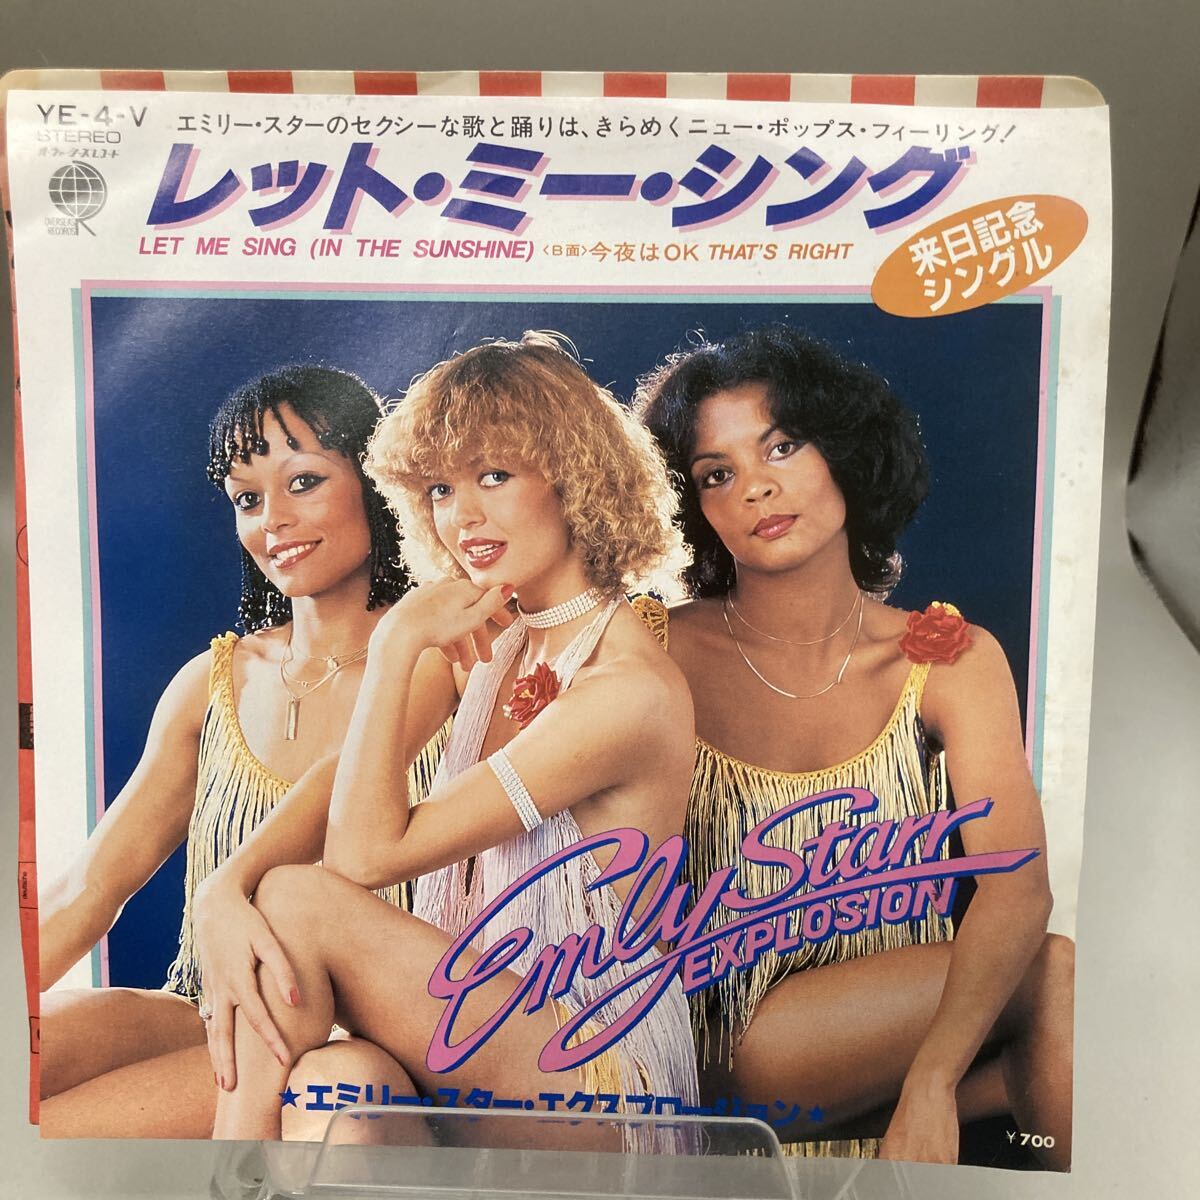 YE-4-V
STEREO
オーヴァーシーズレコード
OVERSEAS RECORDS
エミリー・スターのセクシーな歌と踊りは、きらめくニュー・ポップス・フィーリング!
レット・ミー・シング
LET ME SING (IN THE SUNSHINE) 〈B面〉今夜はOK THAT'S RIGHT
来日記念
シングル
Emly Starr
EXPLOSION
★エミリー・スター・エクスプロージョン★
¥700